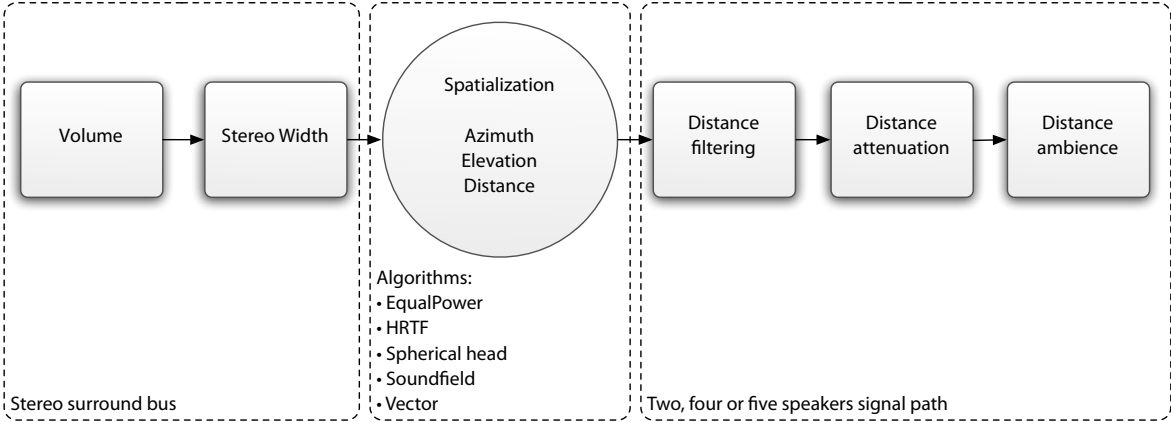 Volume
Stereo Width
Stereo surround bus
Spatialization
Azimuth
Elevation
Distance
Algorithms:
• EqualPower
• HRTF
• Spherical head
• Soundfield
• Vector
Distance
filtering
Distance
attenuation
Distance
ambience
Two, four or five speakers signal path